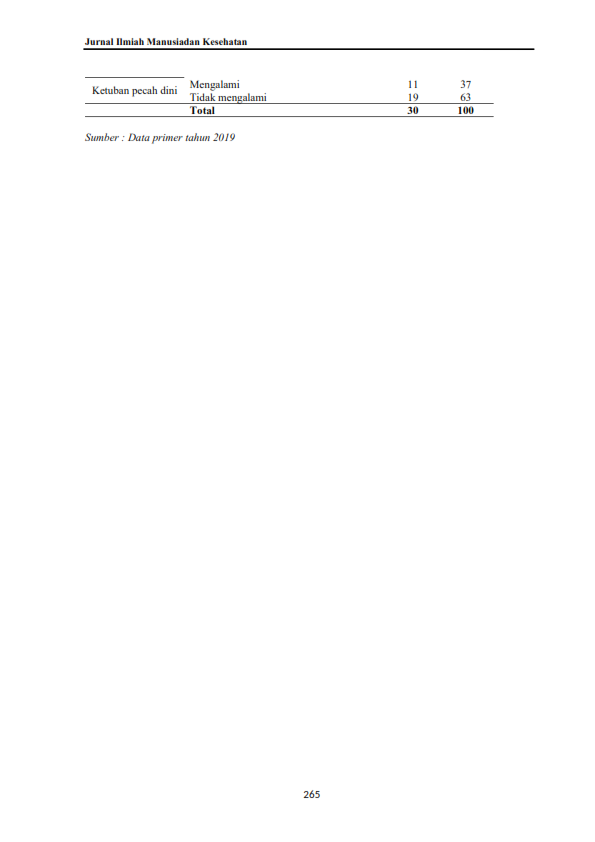 Jurnal Ilmiah Manusiadan Kesehatan
Ketuban pecah dini Mengalami 11 37
Tidak mengalami 19 63
Total 30 100
Sumber : Data primer tahun 2019
265